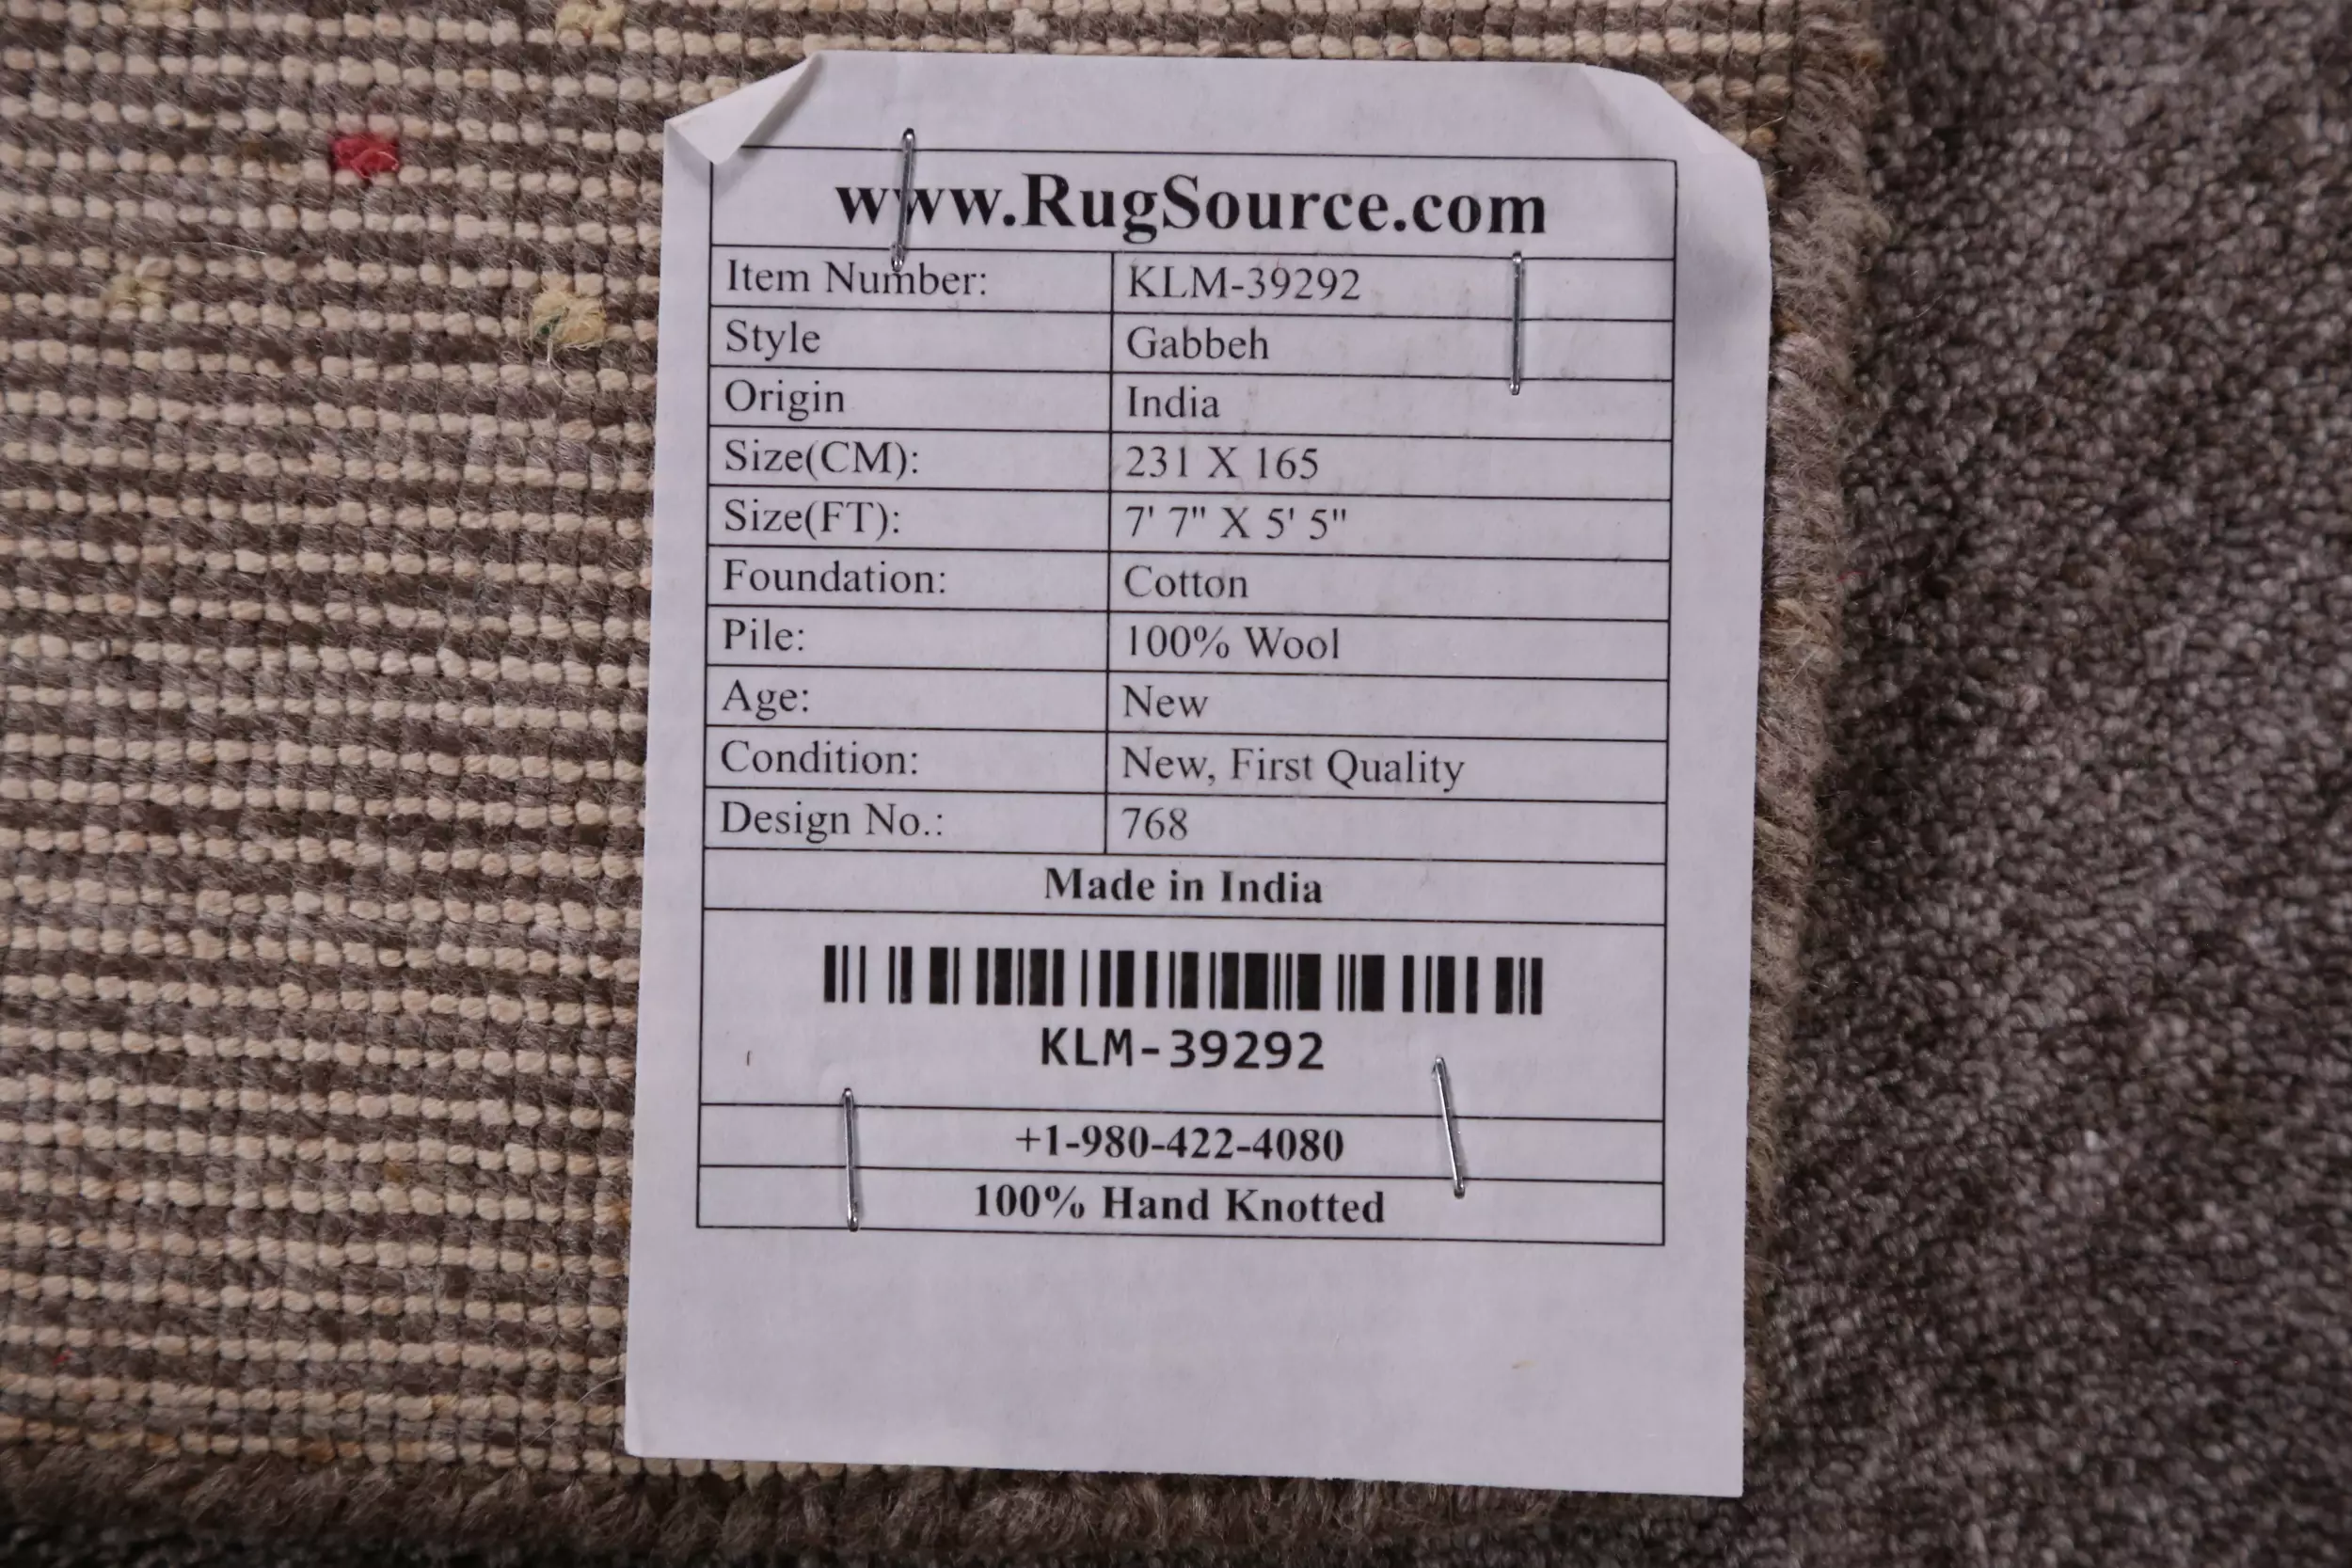 www.RugSource.com
Item Number: KLM-39292
Style Gabbeh
Origin India
Size(CM): 231 X 165
Size(FT): 7' 7" X 5' 5"
Foundation: Cotton
Pile: 100% Wool
Age: New
Condition: New, First Quality
Design No.: 768
Made in India
KLM-39292
+1-980-422-4080
100% Hand Knotted